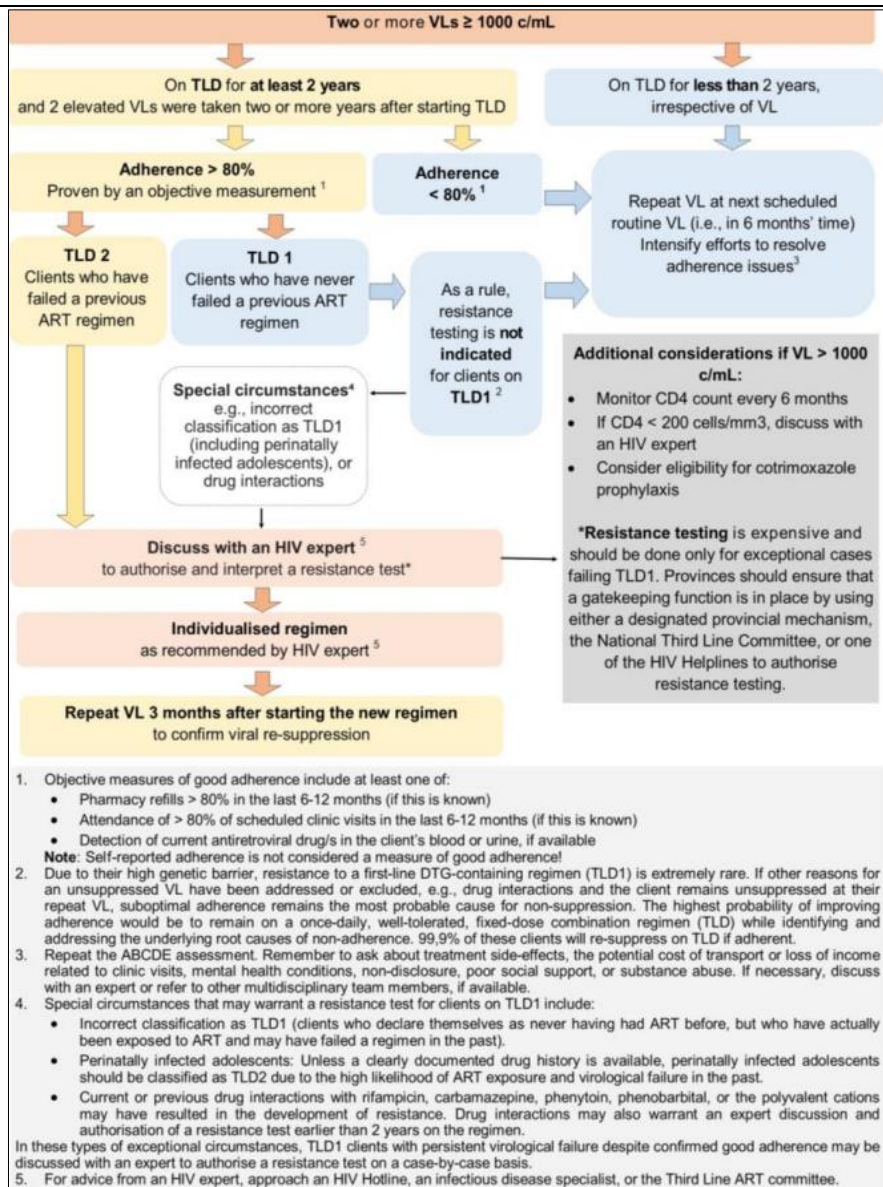 Two or more VLs ≥ 1000 c/mL
On TLD for at least 2 years
and 2 elevated VLs were taken two or more years after starting TLD
On TLD for less than 2 years,
irrespective of VL
Adherence > 80%
Proven by an objective measurement 1
Adherence
< 80% 1
Repeat VL at next scheduled
routine VL (i.e., in 6 months' time)
Intensify efforts to resolve
adherence issues3
TLD 2
Clients who have
failed a previous
ART regimen
TLD 1
Clients who have never
failed a previous ART
regimen
As a rule,
resistance
testing is not
indicated
for clients on
TLD1 2
Special circumstances4
e.g., incorrect
classification as TLD1
(including perinatally
infected adolescents), or
drug interactions
Additional considerations if VL > 1000
c/mL:
• Monitor CD4 count every 6 months
• If CD4 < 200 cells/mm3, discuss with
an HIV expert
• Consider eligibility for cotrimoxazole
prophylaxis
*Resistance testing is expensive and
should be done only for exceptional cases
failing TLD1. Provinces should ensure that
a gatekeeping function is in place by using
either a designated provincial mechanism,
the National Third Line Committee, or one
of the HIV Helplines to authorise
resistance testing.
Discuss with an HIV expert 5
to authorise and interpret a resistance test*
Individualised regimen
as recommended by HIV expert 5
Repeat VL 3 months after starting the new regimen
to confirm viral re-suppression
1. Objective measures of good adherence include at least one of:
• Pharmacy refills > 80% in the last 6-12 months (if this is known)
• Attendance of > 80% of scheduled clinic visits in the last 6-12 months (if this is known)
• Detection of current antiretroviral drug/s in the client's blood or urine, if available
Note: Self-reported adherence is not considered a measure of good adherence!
2. Due to their high genetic barrier, resistance to a first-line DTG-containing regimen (TLD1) is extremely rare. If other reasons for
an unsuppressed VL have been addressed or excluded, e.g., drug interactions and the client remains unsuppressed at their
repeat VL, suboptimal adherence remains the most probable cause for non-suppression. The highest probability of improving
adherence would be to remain on a once-daily, well-tolerated, fixed-dose combination regimen (TLD) while identifying and
addressing the underlying root causes of non-adherence. 99,9% of these clients will re-suppress on TLD if adherent.
3. Repeat the ABCDE assessment. Remember to ask about treatment side-effects, the potential cost of transport or loss of income
related to clinic visits, mental health conditions, non-disclosure, poor social support, or substance abuse. If necessary, discuss
with an expert or refer to other multidisciplinary team members, if available.
4. Special circumstances that may warrant a resistance test for clients on TLD1 include:
• Incorrect classification as TLD1 (clients who declare themselves as never having had ART before, but who have actually
been exposed to ART and may have failed a regimen in the past).
• Perinatally infected adolescents: Unless a clearly documented drug history is available, perinatally infected adolescents
should be classified as TLD2 due to the high likelihood of ART exposure and virological failure in the past.
• Current or previous drug interactions with rifampicin, carbamazepine, phenytoin, phenobarbital, or the polyvalent cations
may have resulted in the development of resistance. Drug interactions may also warrant an expert discussion and
authorisation of a resistance test earlier than 2 years on the regimen.
In these types of exceptional circumstances, TLD1 clients with persistent virological failure despite confirmed good adherence may be
discussed with an expert to authorise a resistance test on a case-by-case basis.
5. For advice from an HIV expert, approach an HIV Hotline, an infectious disease specialist, or the Third Line ART committee.